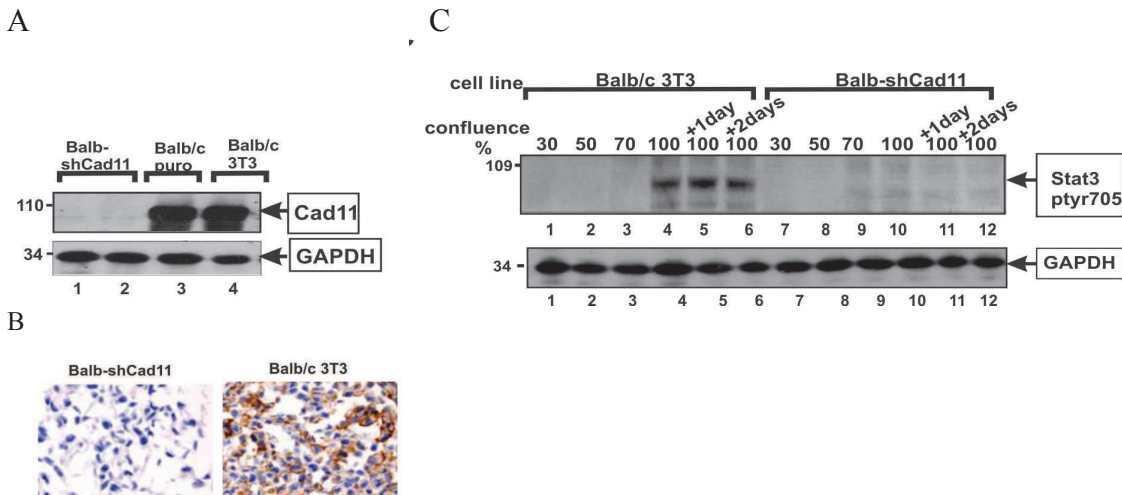 A
Balb-
shCad11
Balb/c
puro
Balb/c
3T3
110
Cad11
34
GAPDH
1 2 3 4
B
Balb-shCad11 Balb/c 3T3
C
cell line Balb/c 3T3 Balb-shCad11
+1day +2days +1day +2days
confluence
% 30 50 70 100 100 100 30 50 70 100 100 100
109
Stat3
ptyr705
1 2 3 4 5 6 7 8 9 10 11 12
34
GAPDH
1 2 3 4 5 6 7 8 9 10 11 12